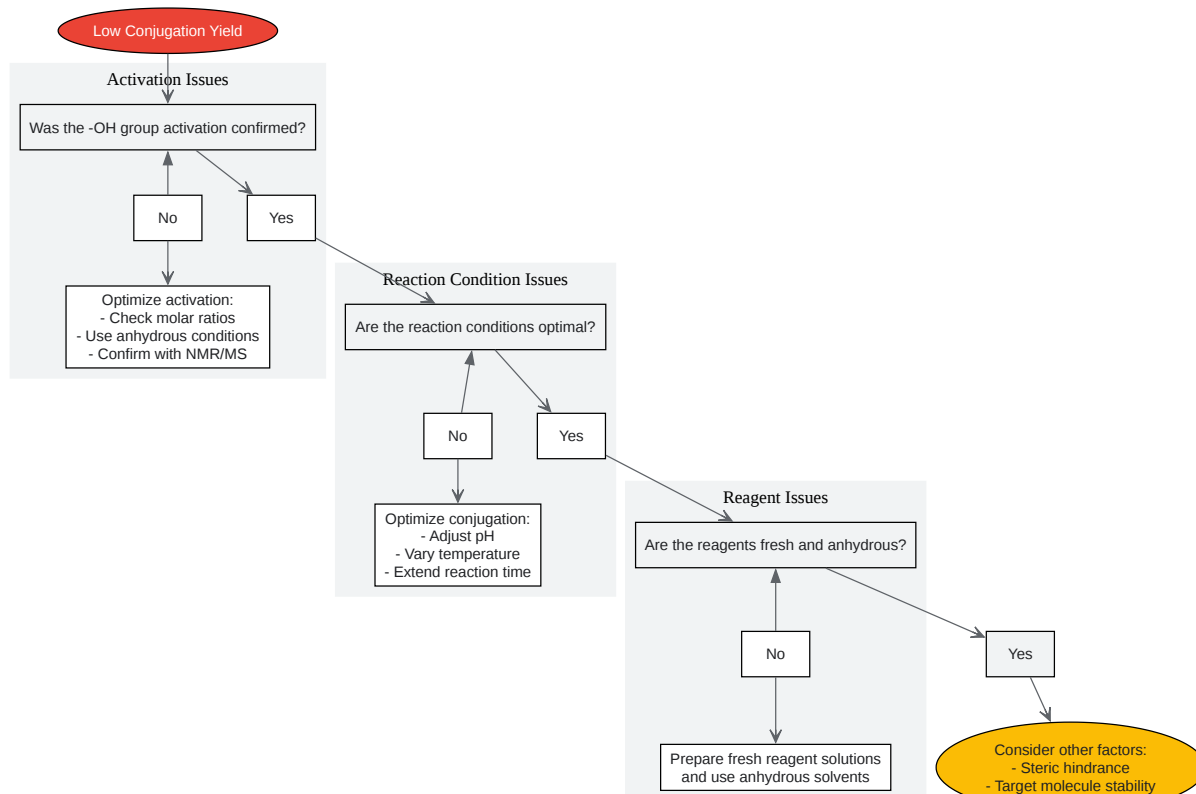 Low Conjugation Yield
Activation Issues
Was the -OH group activation confirmed?
No
Yes
Optimize activation:
- Check molar ratios
- Use anhydrous conditions
- Confirm with NMR/MS
Reaction Condition Issues
Are the reaction conditions optimal?
No
Yes
Optimize conjugation:
- Adjust pH
- Vary temperature
- Extend reaction time
Reagent Issues
Are the reagents fresh and anhydrous?
No
Yes
Prepare fresh reagent solutions
and use anhydrous solvents
Consider other factors:
- Steric hindrance
- Target molecule stability